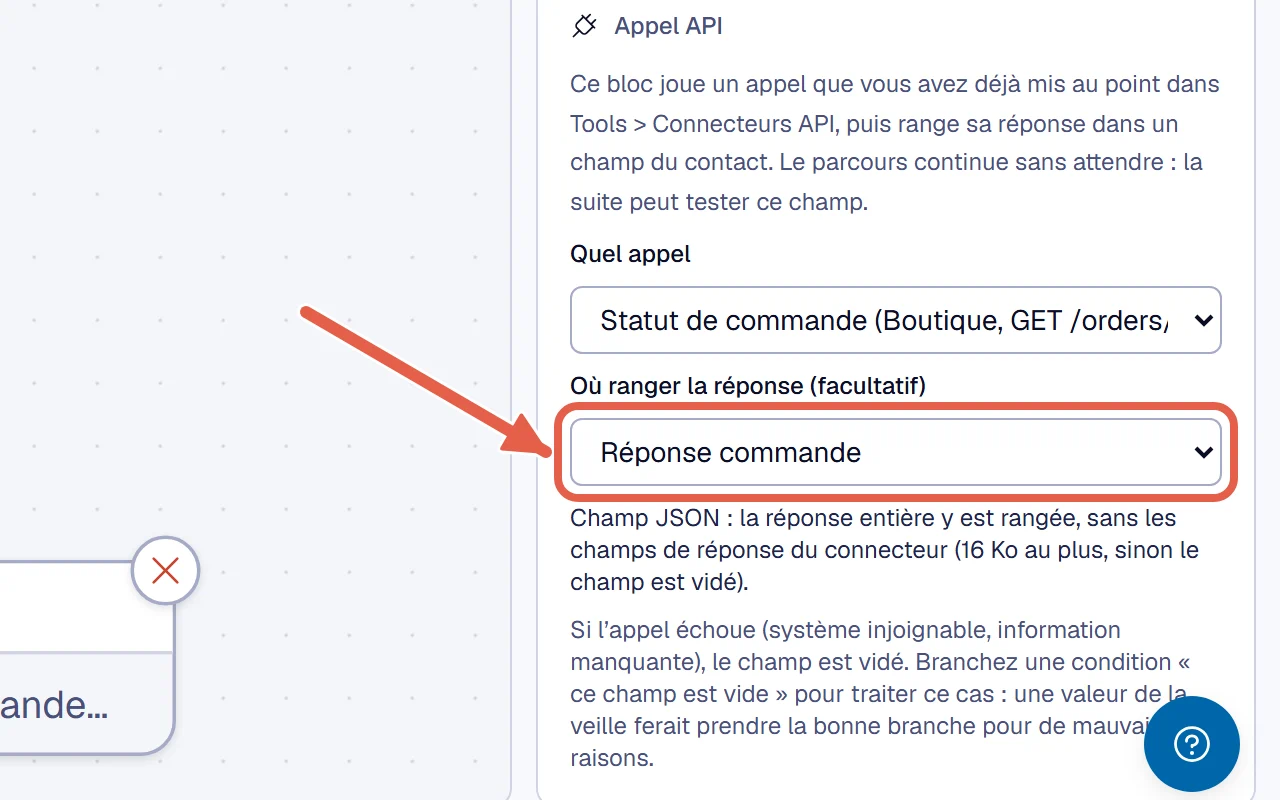 Appel API
Ce bloc joue un appel que vous avez déjà mis au point dans
Tools > Connecteurs API, puis range sa réponse dans un
champ du contact. Le parcours continue sans attendre : la
suite peut tester ce champ.
Quel appel
Statut de commande (Boutique, GET /orders/
Où ranger la réponse (facultatif)
Réponse commande
Champ JSON : la réponse entière y est rangée, sans les
champs de réponse du connecteur (16 Ko au plus, sinon le
champ est vidé).
Si l’appel échoue (système injoignable, information
manquante), le champ est vidé. Branchez une condition «
ce champ est vide » pour traiter ce cas : une valeur de la
veille ferait prendre la bonne branche pour de mauvai
raisons.
ande…